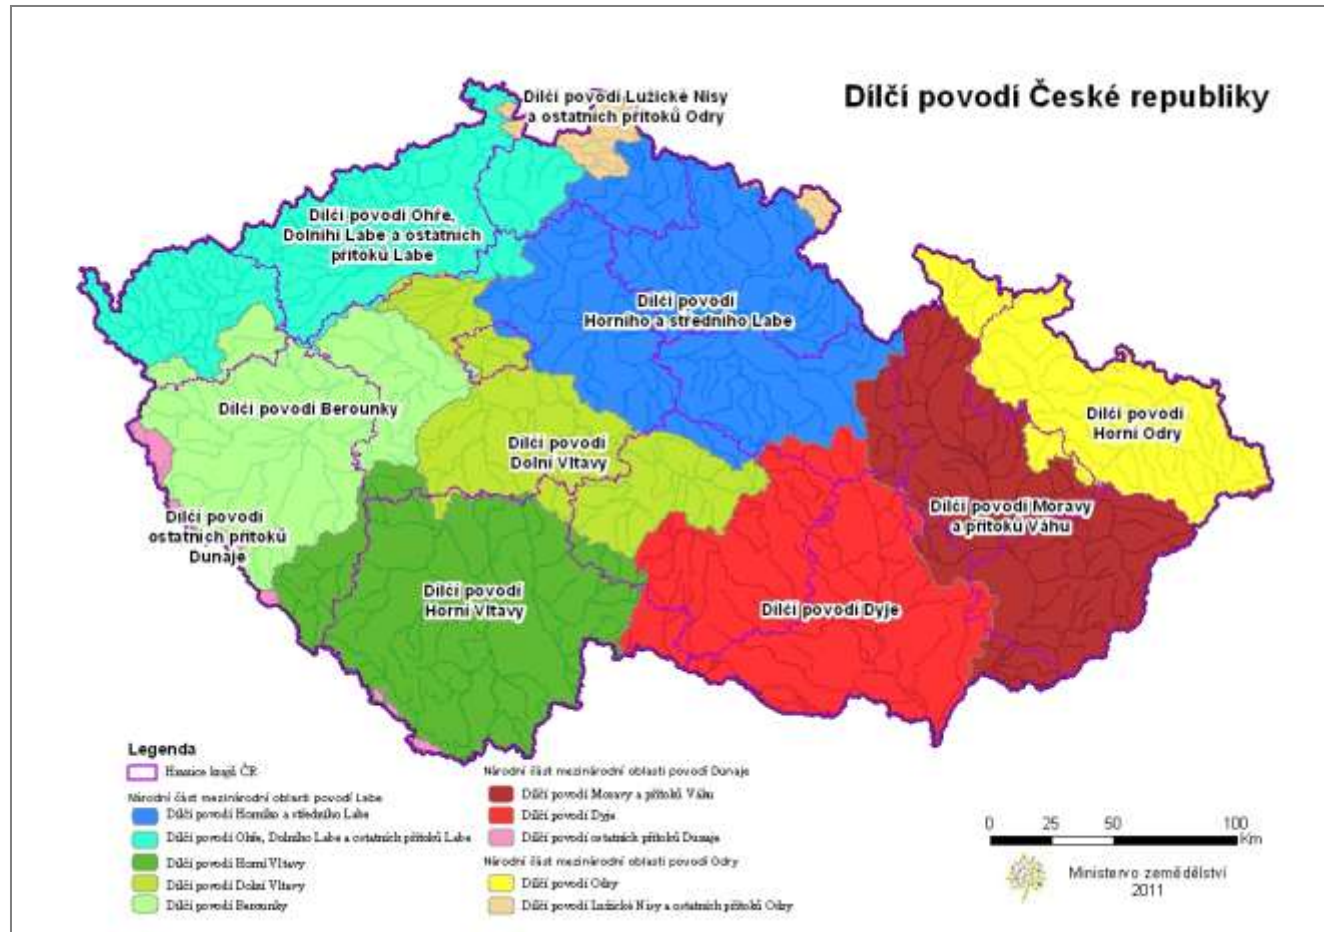 Dílčí povodí České republiky
Dílčí povodí Lužické Nisy
a ostatních přítoků Odry
Dílčí povodí Ohře,
Dolního Labe a ostatních
přítoků Labe
Dílčí povodí
Horního a středního Labe
Dílčí povodí Berounky
Dílčí povodí
Dolní Vltavy
Dílčí povodí
Horní Odry
Dílčí povodí
ostatních přítoků
Dunaje
Dílčí povodí Moravy
a přítoků Váhu
Dílčí povodí
Horní Vltavy
Dílčí povodí Dyje
Legenda
Hranice krajů ČR
Národní část mezinárodní oblasti povodí Labe
Dílčí povodí Horního a středního Labe
Dílčí povodí Ohře, Dolního Labe a ostatních přítoků Labe
Dílčí povodí Horní Vltavy
Dílčí povodí Dolní Vltavy
Dílčí povodí Berounky
Národní část mezinárodní oblasti povodí Dunaje
Dílčí povodí Moravy a přítoků Váhu
Dílčí povodí Dyje
Dílčí povodí ostatních přítoků Dunaje
Národní část mezinárodní oblasti povodí Odry
Dílčí povodí Odry
Dílčí povodí Lužické Nisy a ostatních přítoků Odry
0 25 50 100
Km
Ministerstvo zemědělství
2011